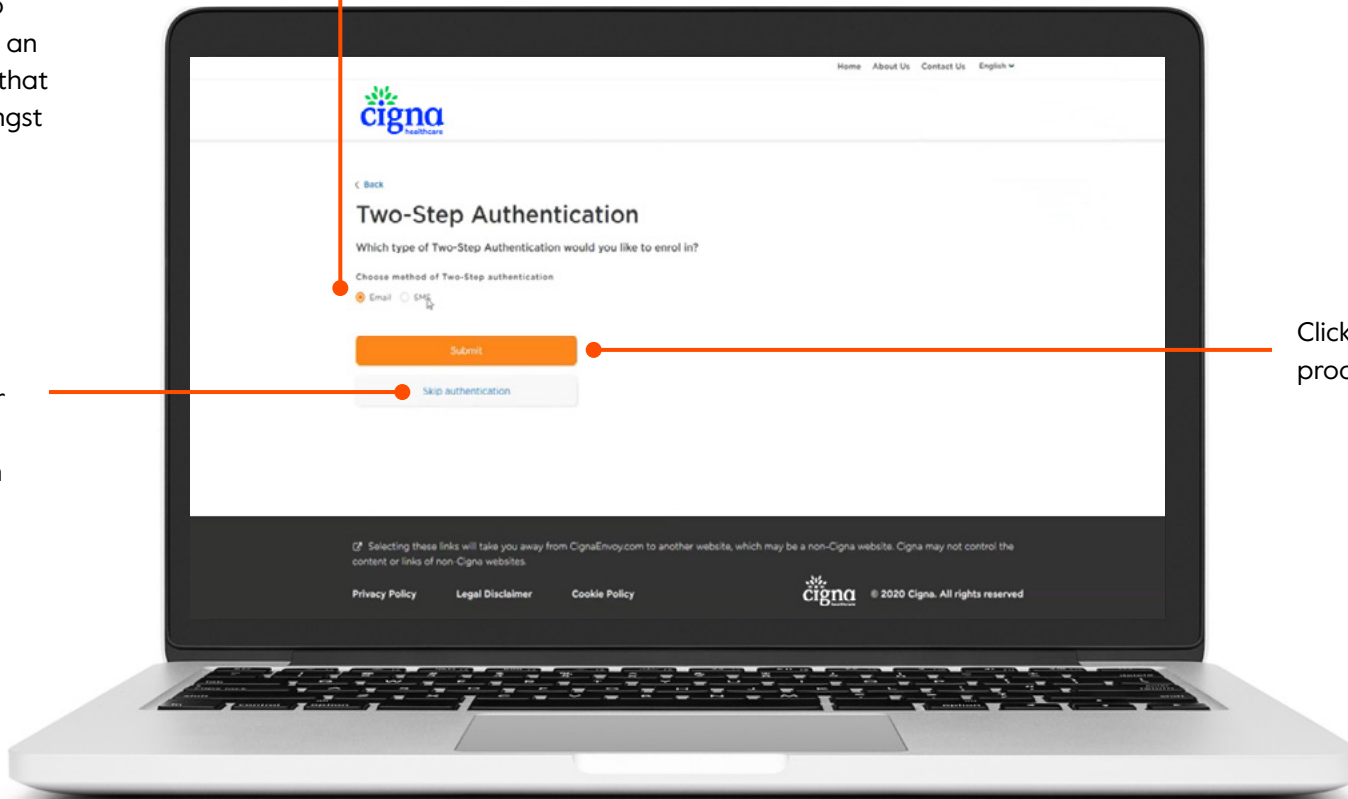 an
that
ngst
Home About Us Contact Us English
cigna
healthcare
Back
Two-Step Authentication
Which type of Two-Step Authentication would you like to enrol in?
Choose method of Two-Step authentication
Email SMS
Submit
Click
proc
Skip authentication
r
Selecting these links will take you away from CignaEnvoy.com to another website, which may be a non-Cigna website. Cigna may not control the
content or links of non-Cigna websites.
Privacy Policy Legal Disclaimer Cookie Policy
cigna
healthcare
© 2020 Cigna. All rights reserved
control option
option